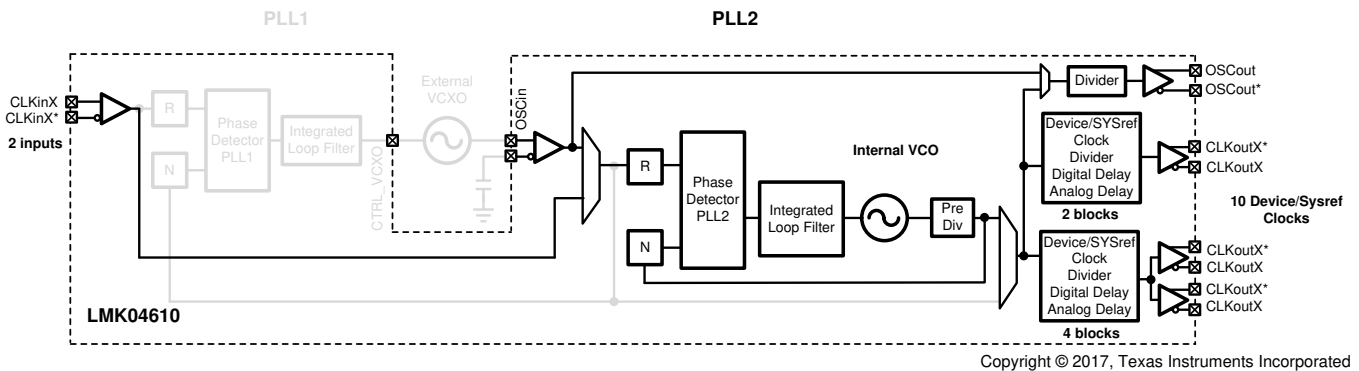 PLL1
PLL2
CLKinX
CLKinX*
2 inputs
R
N
Phase
Detector
PLL1
Integrated
Loop Filter
CTRL_VCXO
External
VCXO
OSCin
R
N
Phase
Detector
PLL2
Integrated
Loop Filter
Internal VCO
Pre
Div
Divider
OSCout
OSCout*
Device/SYSref
Clock
Divider
Digital Delay
Analog Delay
2 blocks
CLKoutX*
CLKoutX
10 Device/Sysref
Clocks
Device/SYSref
Clock
Divider
Digital Delay
Analog Delay
4 blocks
CLKoutX*
CLKoutX
CLKoutX*
CLKoutX
LMK04610
Copyright © 2017, Texas Instruments Incorporated